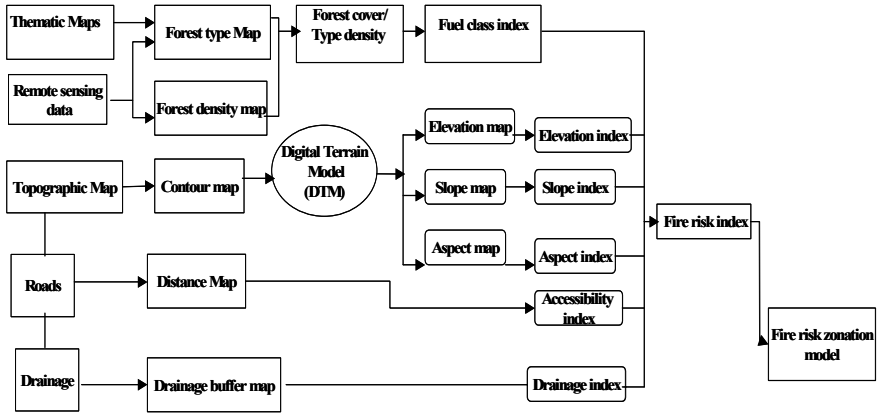 Thematic Maps
Forest type Map
Forest cover/
Type density
Fuel class index
Remote sensing
data
Forest density map
Elevation map
Elevation index
Digital Terrain
Model
(DTM)
Topographic Map
Contour map
Slope map
Slope index
Fire risk index
Aspect map
Aspect index
Roads
Distance Map
Accessibility
index
Fire risk zonation
model
Drainage
Drainage buffer map
Drainage index